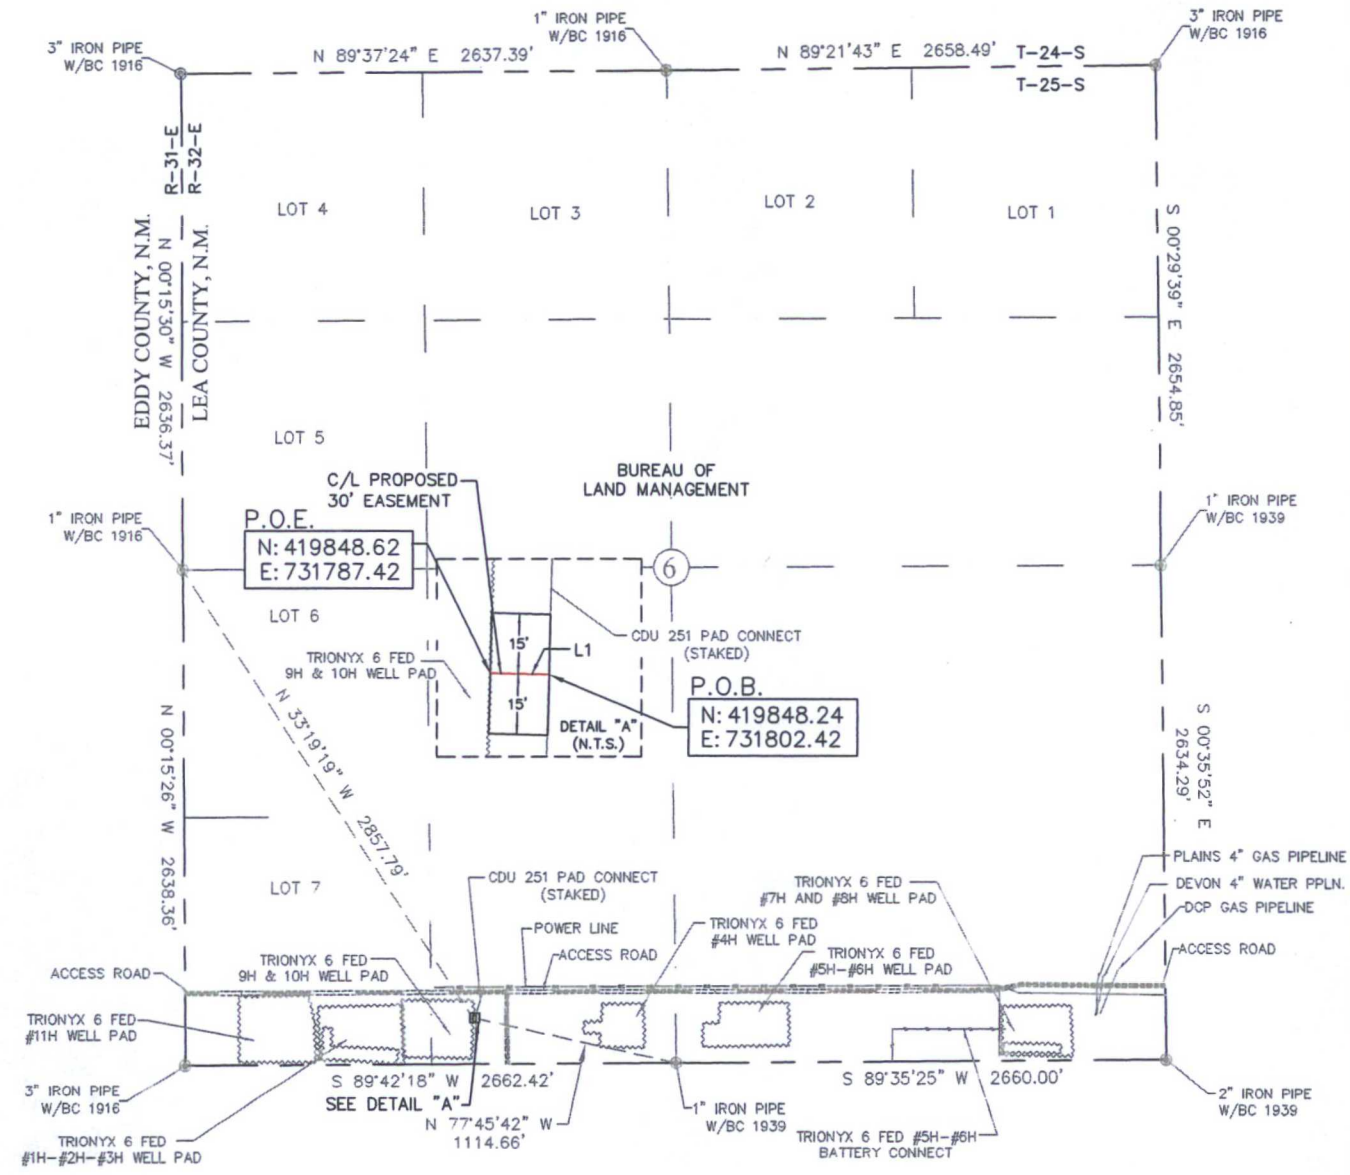 3" IRON PIPE
W/BC 1916
N 89°37'24" E 2637.39'
1" IRON PIPE
W/BC 1916
N 89°21'43" E 2658.49'
T-24-S
T-25-S
3" IRON PIPE
W/BC 1916
R-31-E
R-32-E
EDDY COUNTY, N.M.
N 00°15'30" W 2636.37'
LEA COUNTY, N.M.
LOT 4
LOT 3
LOT 2
LOT 1
S 00°29'39" E 2654.85'
LOT 5
C/L PROPOSED
30' EASEMENT
BUREAU OF
LAND MANAGEMENT
1" IRON PIPE
W/BC 1916
P.O.E.
N: 419848.62
E: 731787.42
6
1" IRON PIPE
W/BC 1939
LOT 6
TRIONYX 6 FED
9H & 10H WELL PAD
15'
15'
L1
CDU 251 PAD CONNECT
(STAKED)
DETAIL "A"
(N.T.S.)
P.O.B.
N: 419848.24
E: 731802.42
N 33°19'19" W 2857.79'
N 00°15'26" W 2638.36'
S 00°35'52" E
2634.29'
LOT 7
CDU 251 PAD CONNECT
(STAKED)
POWER LINE
ACCESS ROAD
TRIONYX 6 FED
#7H AND #8H WELL PAD
TRIONYX 6 FED
#4H WELL PAD
TRIONYX 6 FED
#5H-#6H WELL PAD
PLAINS 4" GAS PIPELINE
DEVON 4" WATER PPLN.
DCP GAS PIPELINE
ACCESS ROAD
ACCESS ROAD
TRIONYX 6 FED
9H & 10H WELL PAD
TRIONYX 6 FED
#11H WELL PAD
3" IRON PIPE
W/BC 1916
TRIONYX 6 FED
#1H-#2H-#3H WELL PAD
S 89°42'18" W 2662.42'
SEE DETAIL "A"
N 77°45'42" W
1114.66'
1" IRON PIPE
W/BC 1939
S 89°35'25" W 2660.00'
TRIONYX 6 FED #5H-#6H
BATTERY CONNECT
2" IRON PIPE
W/BC 1939